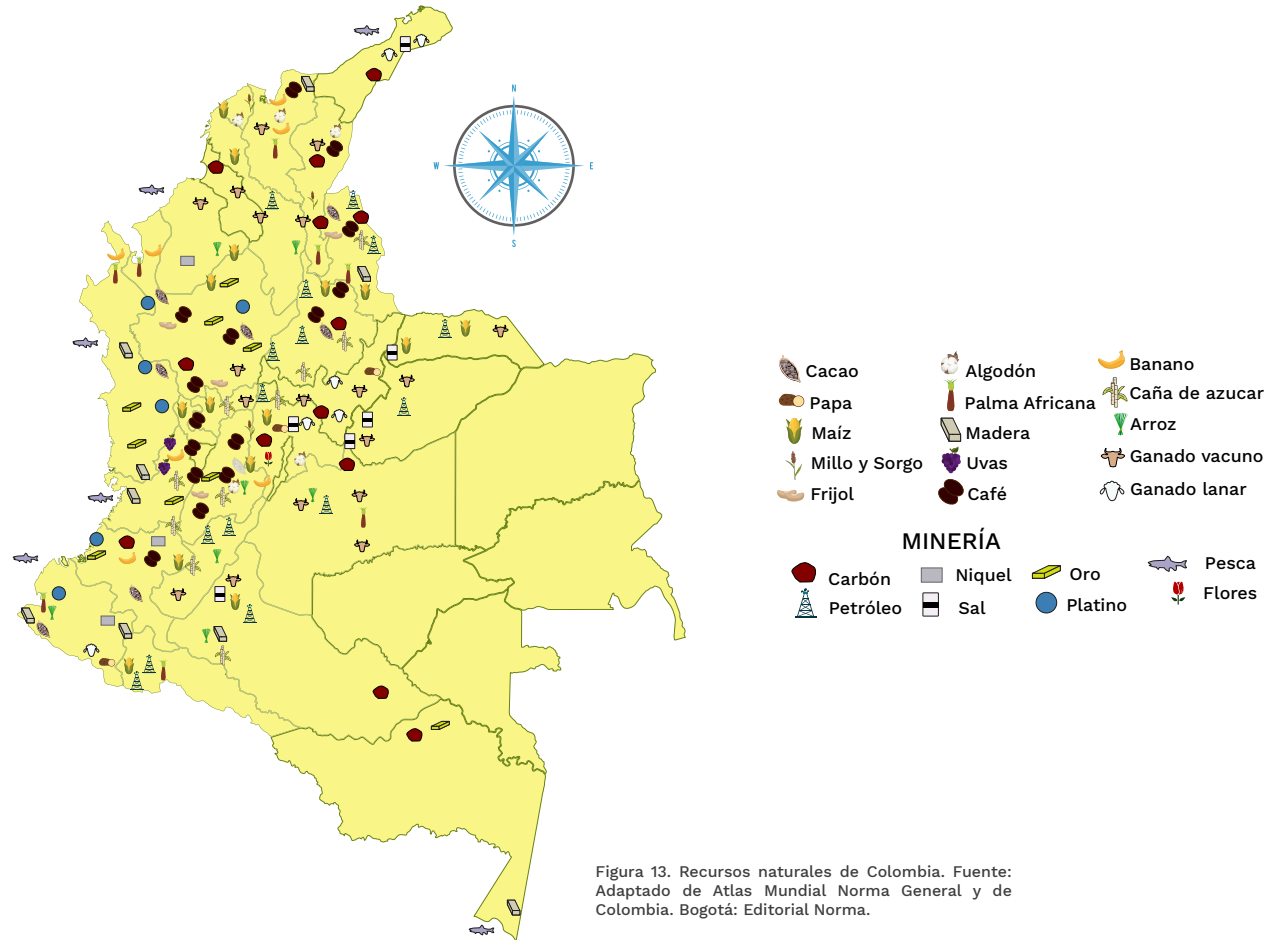 N
W
E
S
Cacao
Algodón
Banano
Papa
Palma Africana
Caña de azucar
Maíz
Madera
Arroz
Millo y Sorgo
Uvas
Ganado vacuno
Frijol
Café
Ganado lanar
MINERÍA
Carbón
Niquel
Oro
Pesca
Petróleo
Sal
Platino
Flores
Figura 13. Recursos naturales de Colombia. Fuente:
Adaptado de Atlas Mundial Norma General y de
Colombia. Bogotá: Editorial Norma.